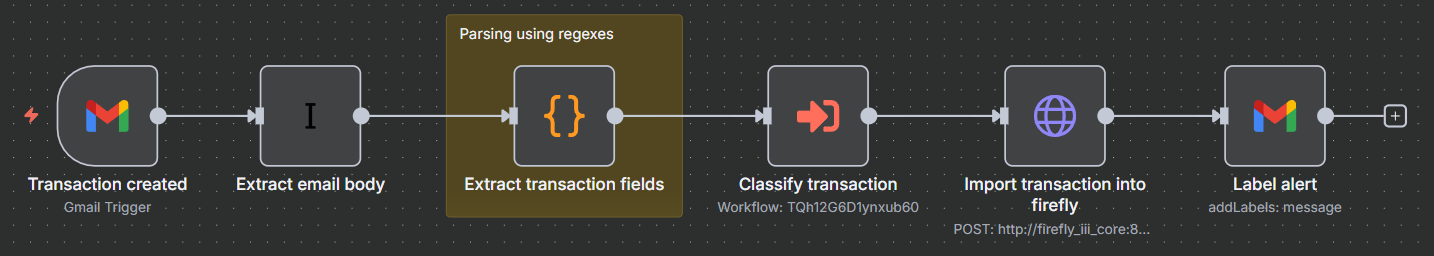 Parsing using regexes
Transaction created
Gmail Trigger
Extract email body
Extract transaction fields
Classify transaction
Workflow: TQh12G6D1ynxub60
Import transaction into
firefly
POST: http://firefly_iii_core:8...
Label alert
addLabels: message